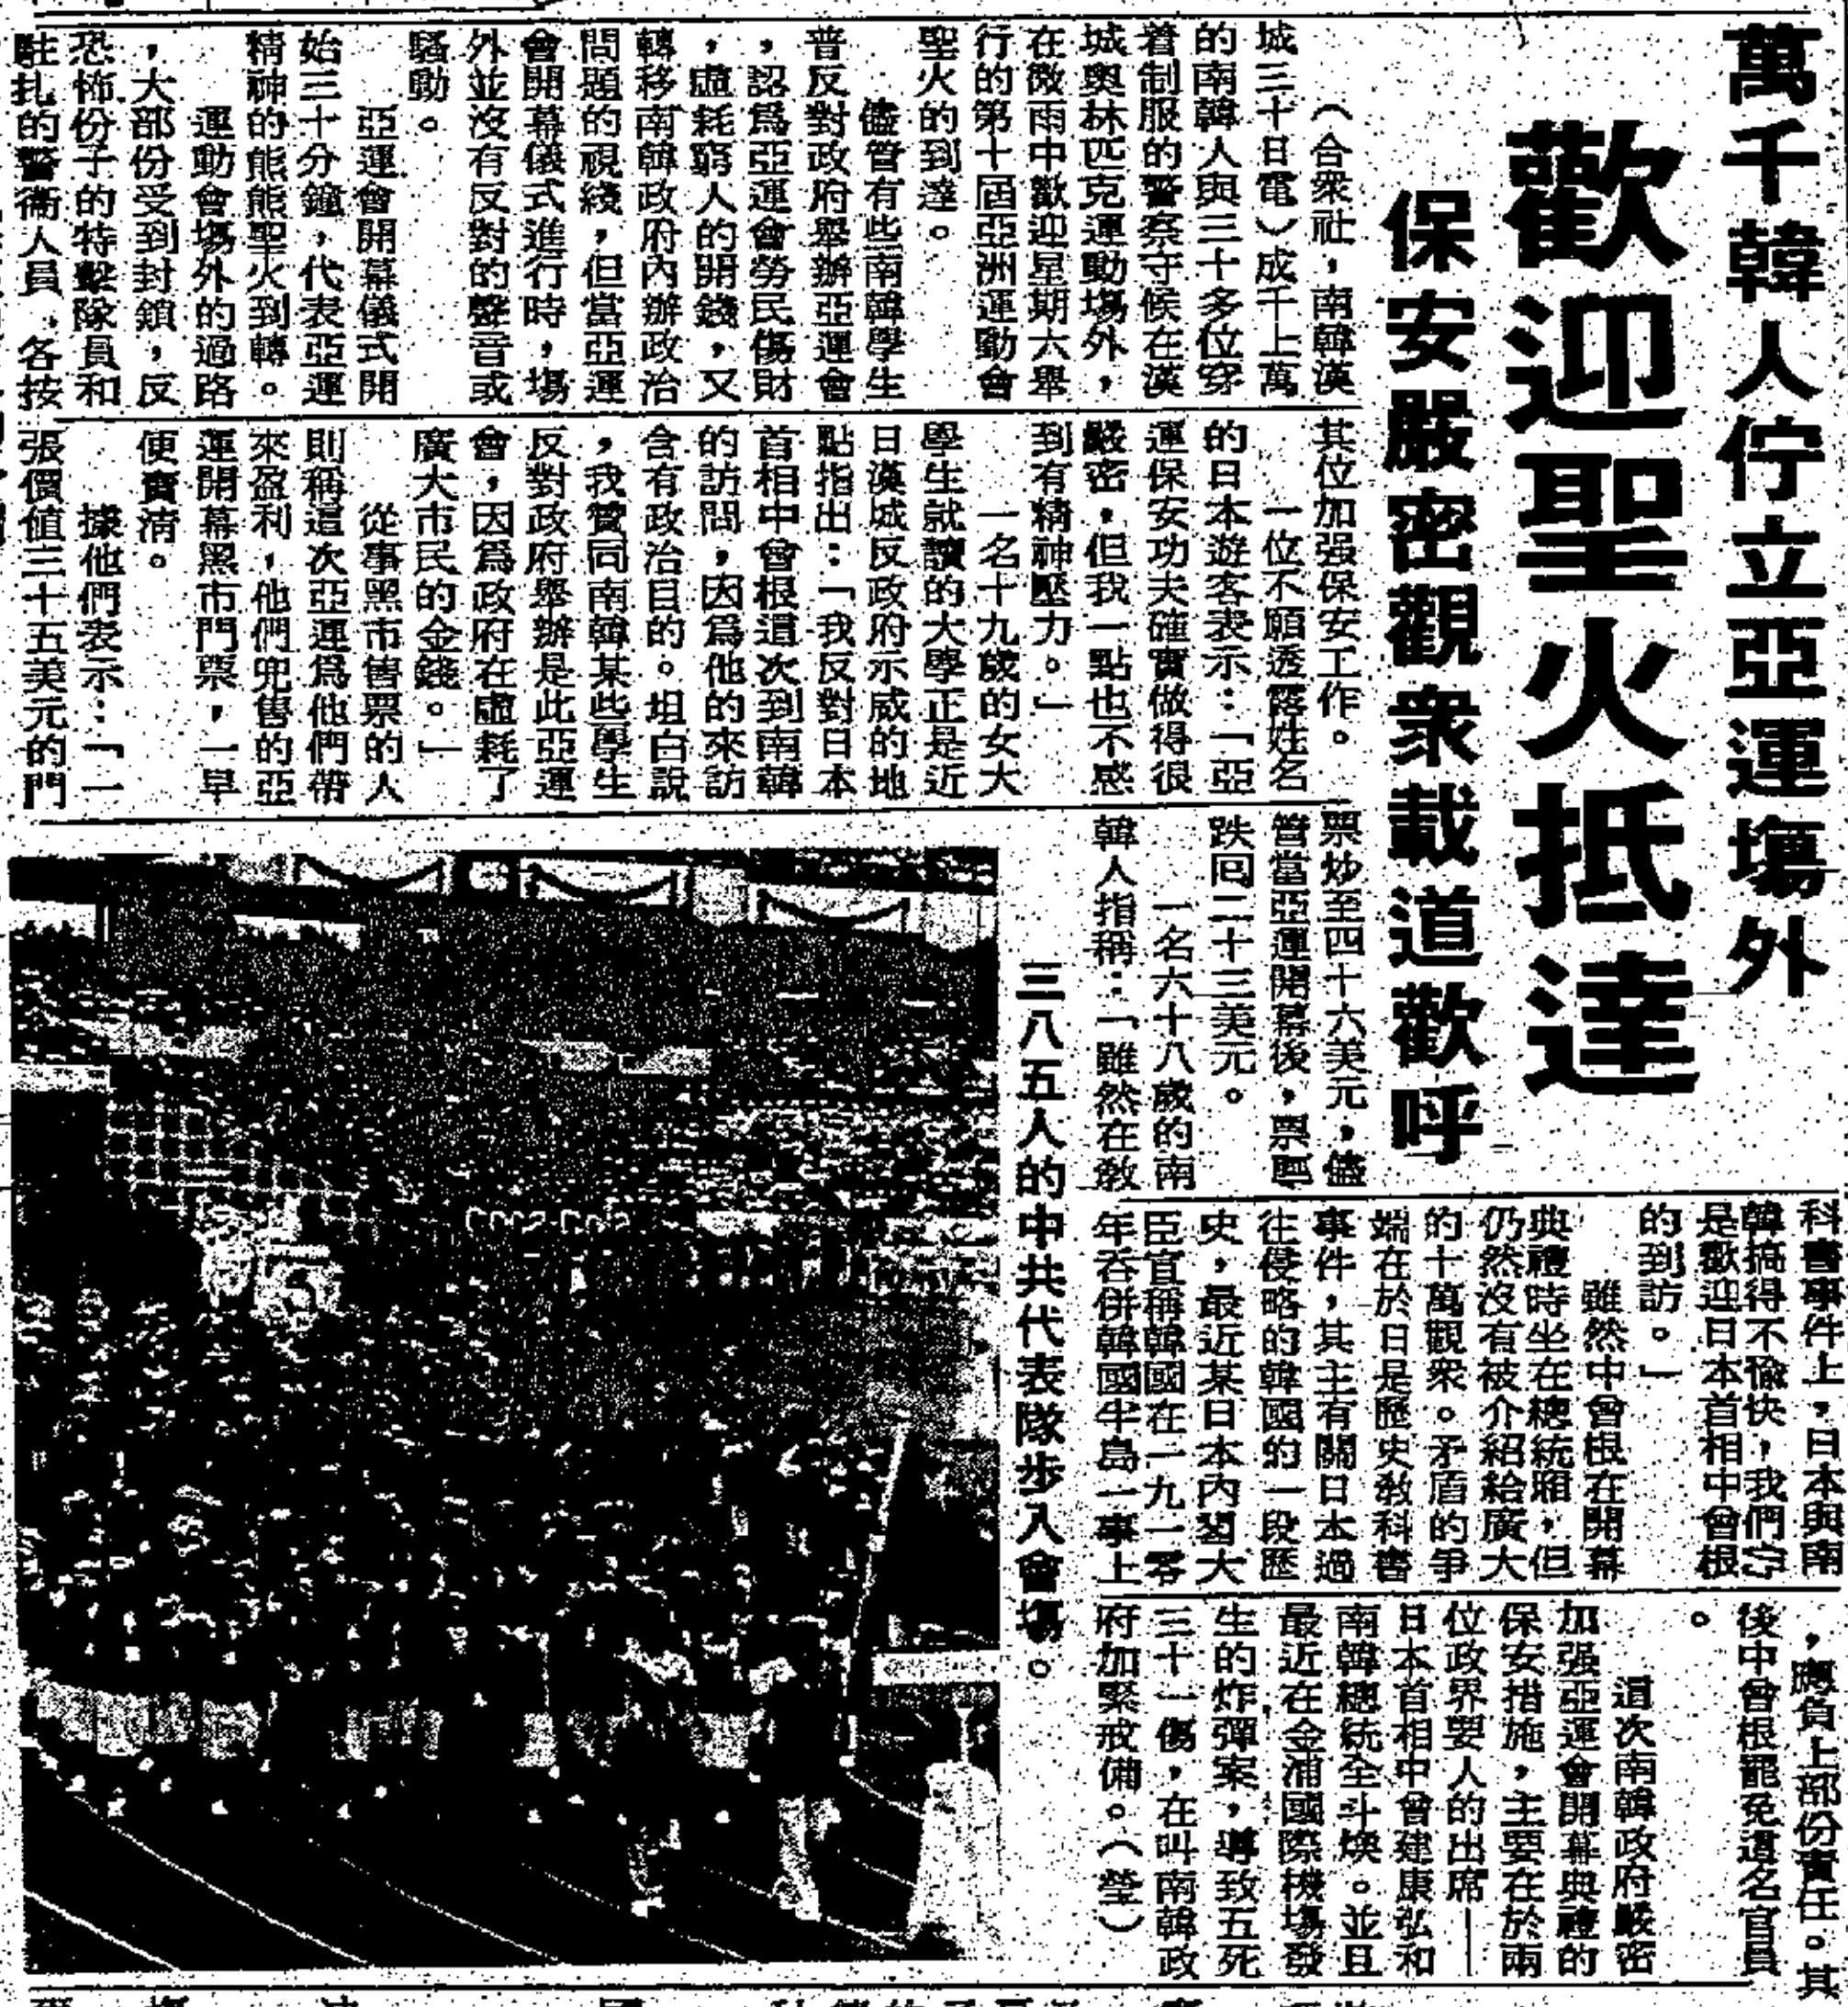 萬千韓人佇立亞運塲外
歡迎聖火抵達
保安嚴密觀衆載道歡呼
（合衆社，南韓漢
城三十日電）成千上萬
的南韓人與三十多位穿
着制服的警察守候在漢
城奧林匹克運動塲外，
在微雨中歡迎星期六舉
行的第十屆亞洲運動會
聖火的到達。
儘管有些南韓學生
普反對政府舉辦亞運會
，認爲亞運會勞民傷財
，虛耗窮人的開錢，又
轉移南韓政府內辦政治
問題的視綫，但當亞運
會開幕儀式進行時，塲
外並沒有反對的聲音或
騷動。
亞運會開幕儀式開
始三十分鐘，代表亞運
精神的熊熊聖火到轉。
運動會塲外的過路
，大部份受到封鎖，反
恐怖份子的特擊隊員和
駐扎的警衞人員，各按
其位加强保安工作。
一位不願透露姓名
的日本遊客表示：「亞
運保安功夫確實做得很
嚴密，但我一點也不感
到有精神壓力。」
一名十九歲的女大
學生就讀的大學正是近
日漢城反政府示威的地
點指出：「我反對日本
首相中曾根這次到南韓
的訪問，因爲他的來訪
含有政治目的。坦白說
，我贊同南韓某些學生
反對政府舉辦是此亞運
會，因爲政府在虛耗了
廣大市民的金錢。」
從事黑市售票的人
則稱這次亞運爲他們帶
來盈利，他們兜售的亞
運開幕黑市門票，一早
便賣淸。
據他們表示：「一
張價值三十五美元的門
票炒至四十六美元，儘
管當亞運開幕後，票
跌回二十三美元。
一名六十八歲的南
韓人指稱：「雖然在敎
科書事件上，日本與南
韓搞得不愉快，我們
是歡迎日本首相中曾根
的到訪。」
雖然中曾根在開幕
典禮時坐在總統廂，但
仍然沒有被介紹給廣大
的十萬觀衆。矛盾的爭
端在於日是歷史敎科書
事件，其主有關日本過
往侵略的韓國的一段歷
史，最近某日本內閣大
臣宣稱韓國在一九一零
年吞併韓國半島一事上
，應負上部份責任。其
後中曾根罷免這名官員
。
這次南韓政府嚴密
加强亞運會開幕典禮的
保安措施，主要在於兩
位政界要人的出席——
日本首相中曾建康弘和
南韓總統全斗煥。並且
最近在金浦國際機塲發
生的炸彈案，導致五死
三十一傷，在叫南韓政
府加緊戒備。（瑩）
三八五人的中共代表隊步入會塲。